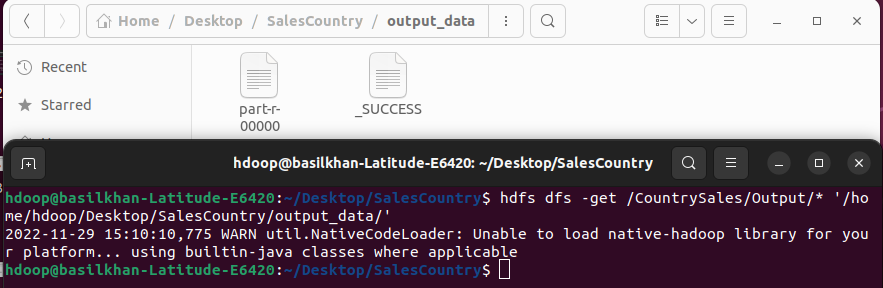 Home / Desktop / SalesCountry / output_data /
Recent
Starred
part-r-
00000
_SUCCESS
hdoop@basilkhan-Latitude-E6420: ~/Desktop/SalesCountry
hdoop@basilkhan-Latitude-E6420:~/Desktop/SalesCountry$ hdfs dfs -get /CountrySales/Output/* '/ho
me/hdoop/Desktop/SalesCountry/output_data/'
2022-11-29 15:10:10,775 WARN util.NativeCodeLoader: Unable to load native-hadoop library for you
r platform... using builtin-java classes where applicable
hdoop@basilkhan-Latitude-E6420:~/Desktop/SalesCountry$